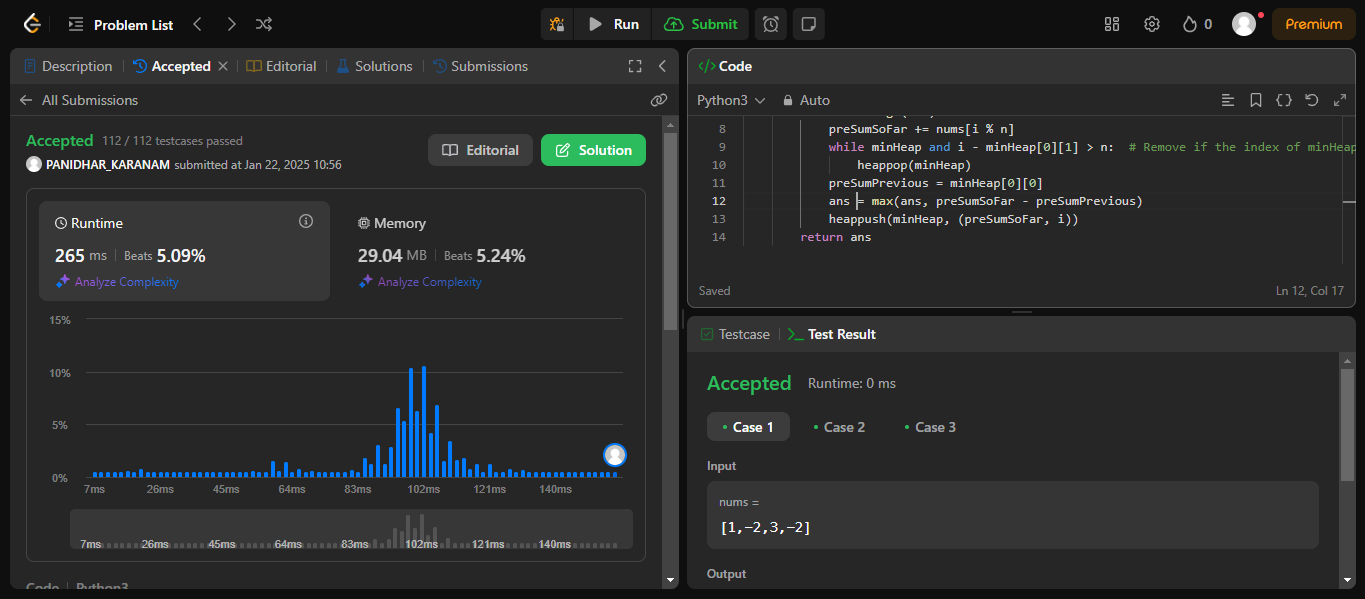 Problem List
Run
Submit
0
Premium
Description
Accepted
Editorial
Solutions
Submissions
All Submissions
Accepted 112 / 112 testcases passed
PANIDHAR_KARANAM submitted at Jan 22, 2025 10:56
Editorial
Solution
Runtime
265 ms | Beats 5.09%
Analyze Complexity
Memory
29.04 MB | Beats 5.24%
Analyze Complexity
15%
10%
5%
0%
7ms 26ms 45ms 64ms 83ms 102ms 121ms 140ms
7ms 26ms 45ms 64ms 83ms 102ms 121ms 140ms
Code | Python3
</> Code
Python3 Auto
8 preSumSoFar += nums[i % n]
9 while minHeap and i - minHeap[0][1] > n: # Remove if the index of minHeap
10 heappop(minHeap)
11 preSumPrevious = minHeap[0][0]
12 ans = max(ans, preSumSoFar - preSumPrevious)
13 heappush(minHeap, (preSumSoFar, i))
14 return ans
Saved
Ln 12, Col 17
Testcase
Test Result
Accepted Runtime: 0 ms
Case 1
Case 2
Case 3
Input
nums =
[1,-2,3,-2]
Output